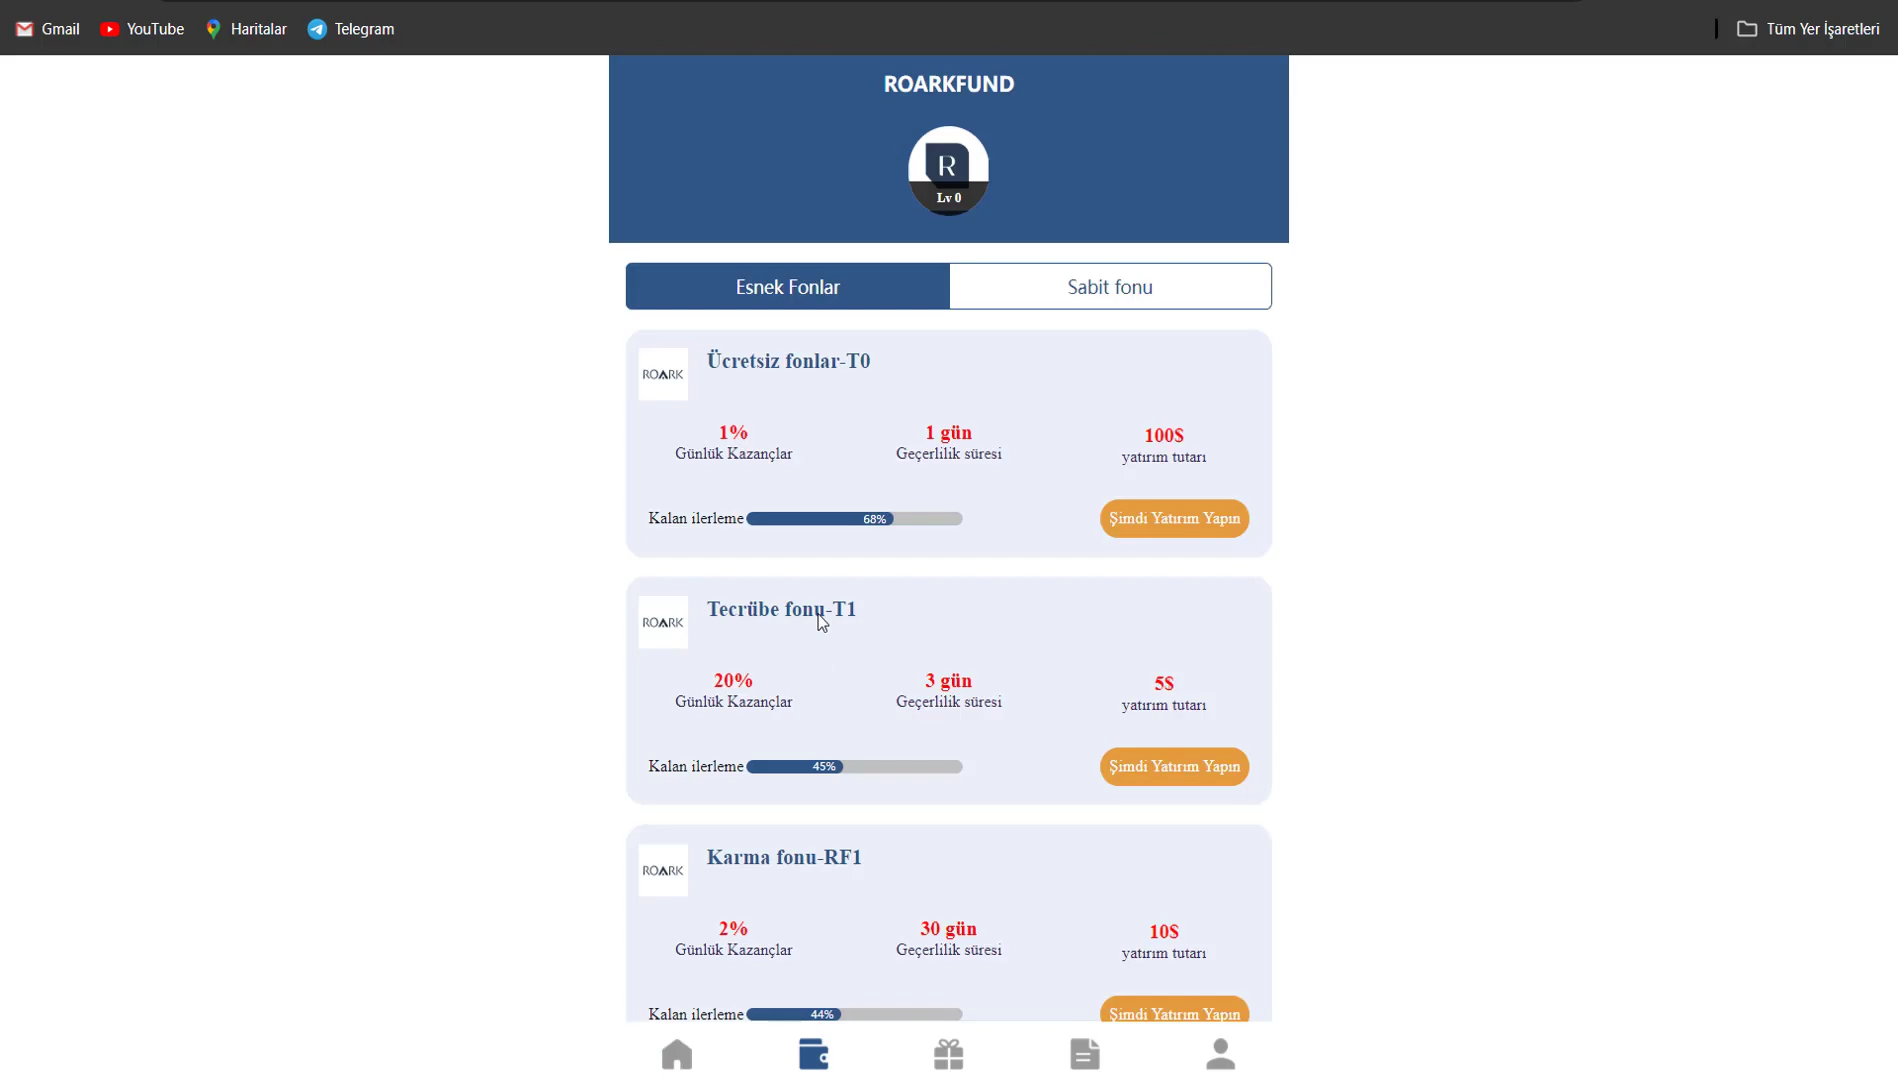 Gmail YouTube Haritalar Telegram Tüm Yer İşaretleri
ROARKFUND
R
Lv 0
Esnek Fonlar Sabit fonu
ROARK Ücretsiz fonlar-T0
1% 1 gün 100$
Günlük Kazançlar Geçerlilik süresi yatırım tutarı
Kalan ilerleme 68% Şimdi Yatırım Yapın
ROARK Tecrübe fonu-T1
20% 3 gün 5$
Günlük Kazançlar Geçerlilik süresi yatırım tutarı
Kalan ilerleme 45% Şimdi Yatırım Yapın
ROARK Karma fonu-RF1
2% 30 gün 10$
Günlük Kazançlar Geçerlilik süresi yatırım tutarı
Kalan ilerleme 44% Şimdi Yatırım Yapın